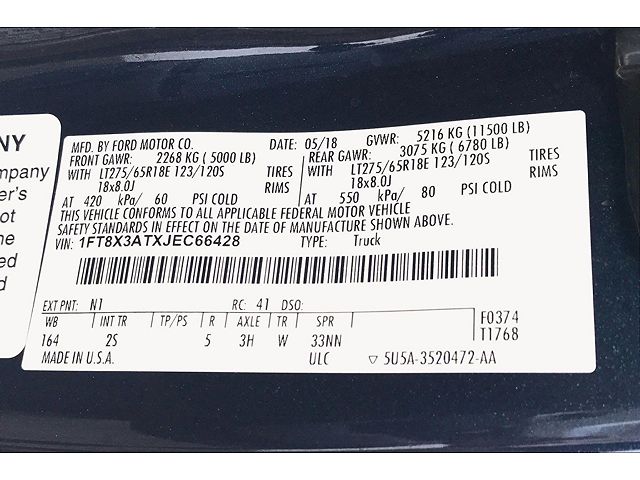 NY
mpany
er's
ot
he
ed
d
MFD. BY FORD MOTOR CO. DATE: 05/18 GVWR: 5216 KG (11500 LB)
FRONT GAWR: 2268 KG ( 5000 LB) REAR GAWR: 3075 KG ( 6780 LB)
WITH LT275/65R18E 123/120S TIRES WITH LT275/65R18E 123/120S TIRES
18x8.0J RIMS 18x8.0J RIMS
AT 420 kPa/ 60 PSI COLD AT 550 kPa/ 80 PSI COLD
THIS VEHICLE CONFORMS TO ALL APPLICABLE FEDERAL MOTOR VEHICLE
SAFETY STANDARDS IN EFFECT ON THE DATE OF MANUFACTURE SHOWN ABOVE.
VIN: 1FT8X3ATXJEC66428 TYPE: Truck
EXT PNT: N1 RC: 41 DSO:
WB INT TR TP/PS R AXLE TR SPR F0374
164 2S 5 3H W 33NN T1768
MADE IN U.S.A. ULC ▽ 5U5A-3520472-AA